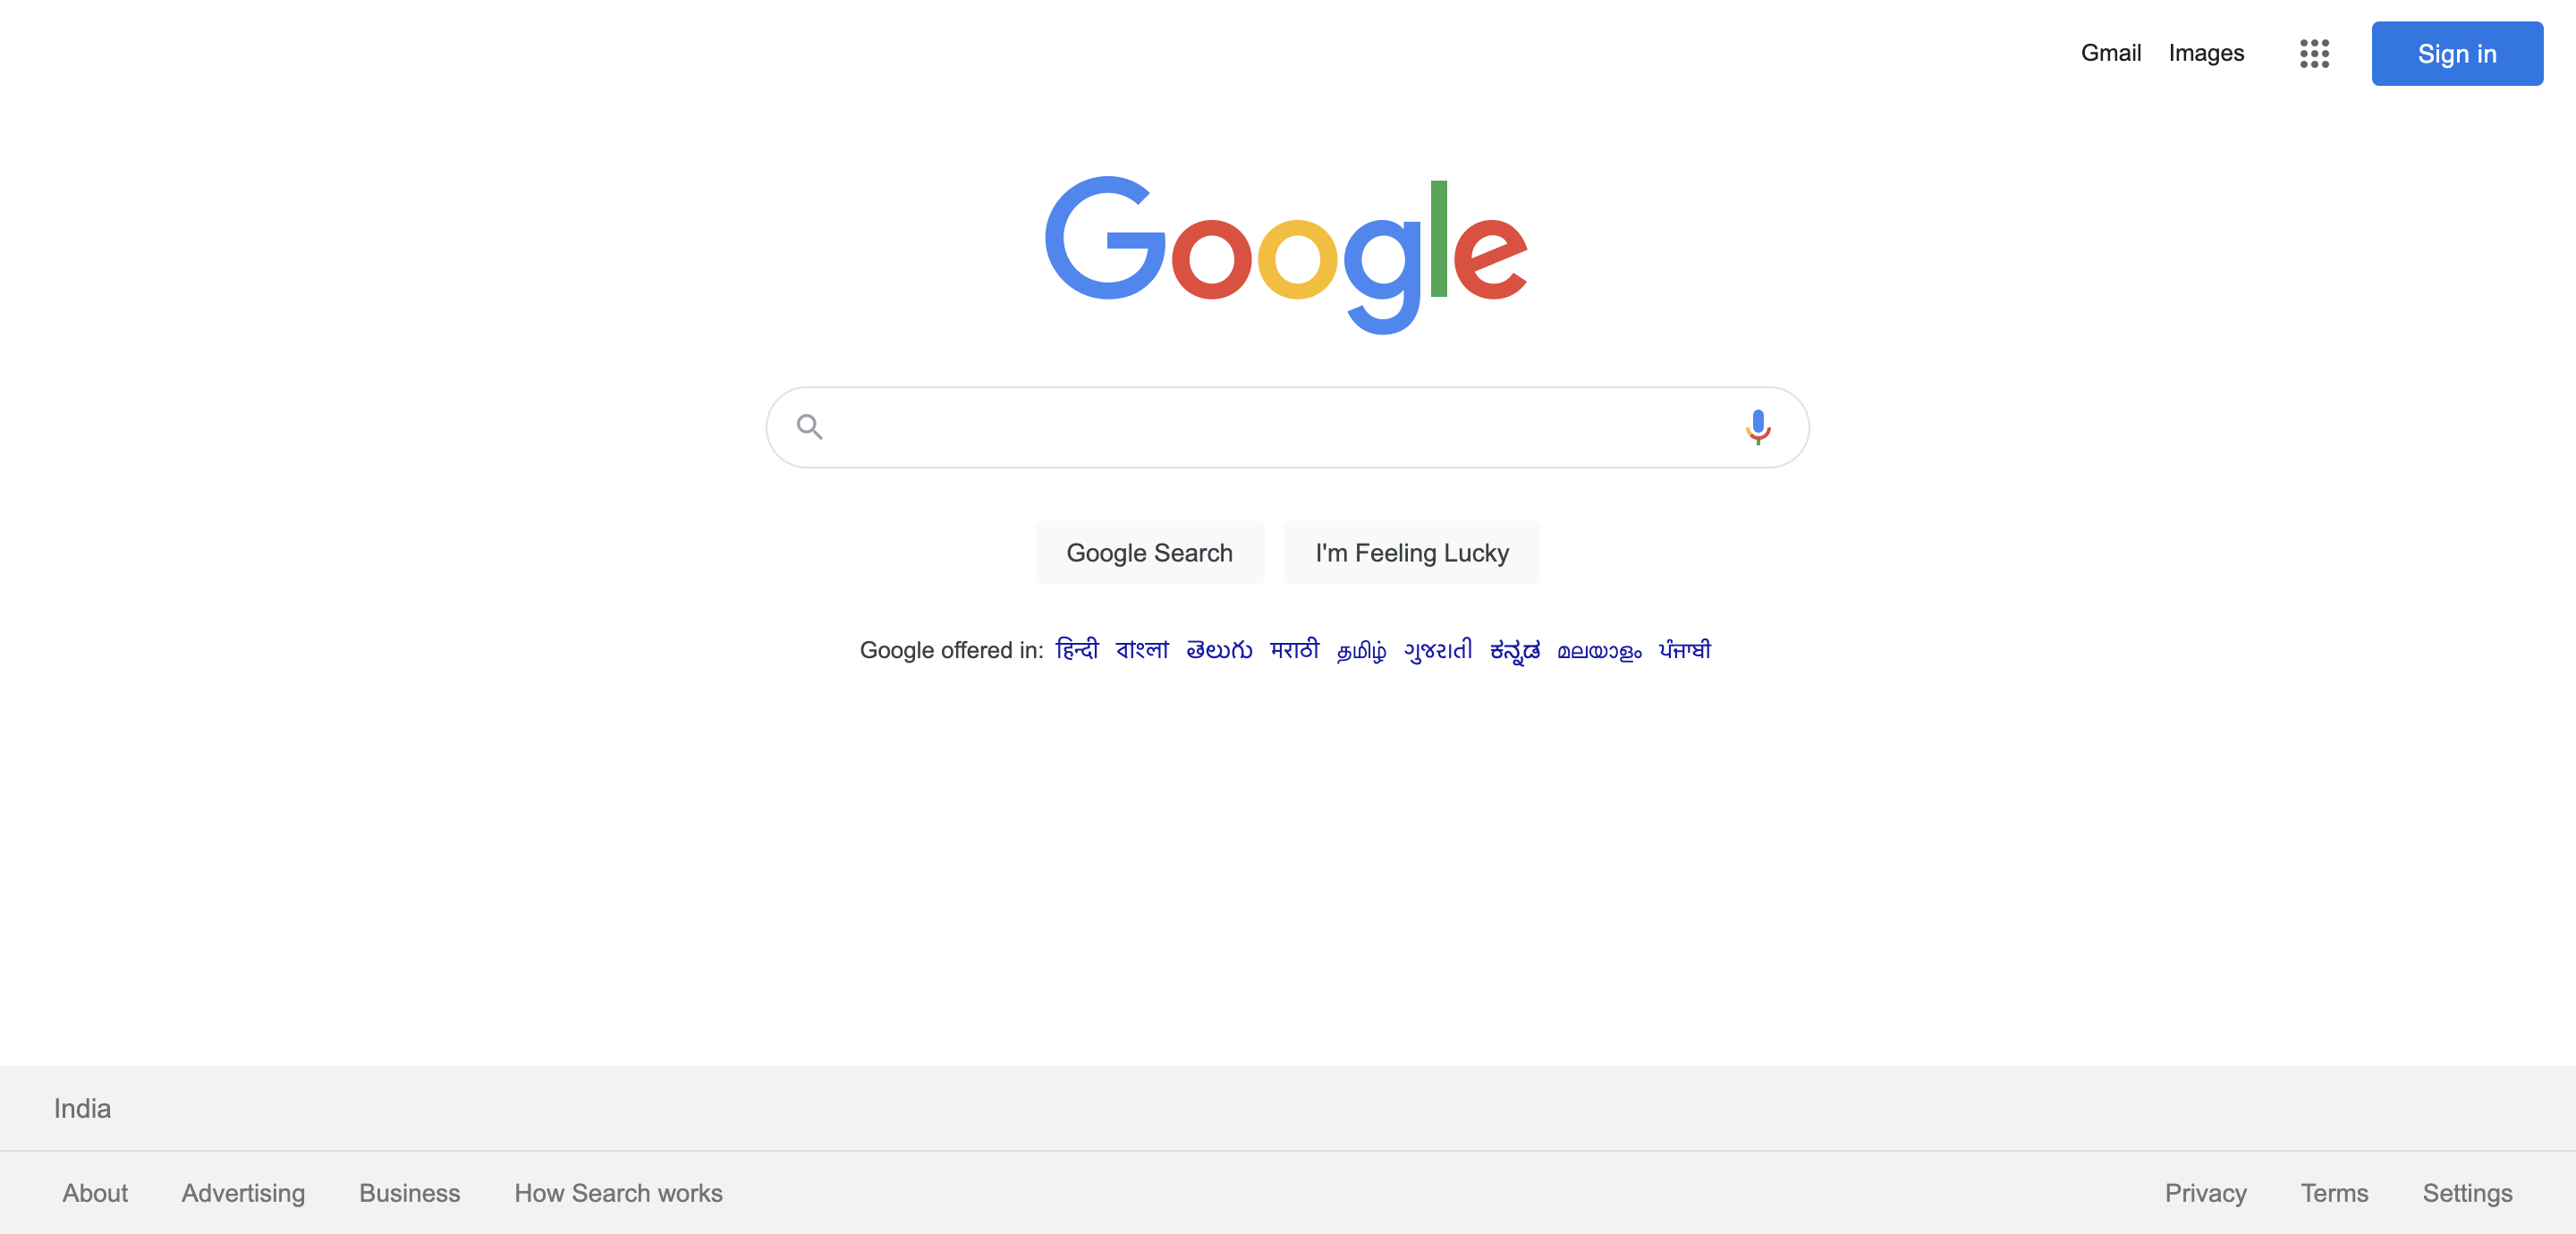 Gmail Images Sign in
Google
Google Search I'm Feeling Lucky
Google offered in: हिन्दी বাংলা తెలుగు मराठी தமிழ் ગુજરાતી ಕನ್ನಡ മലയാളം ਪੰਜਾਬੀ
India
About Advertising Business How Search works Privacy Terms Settings